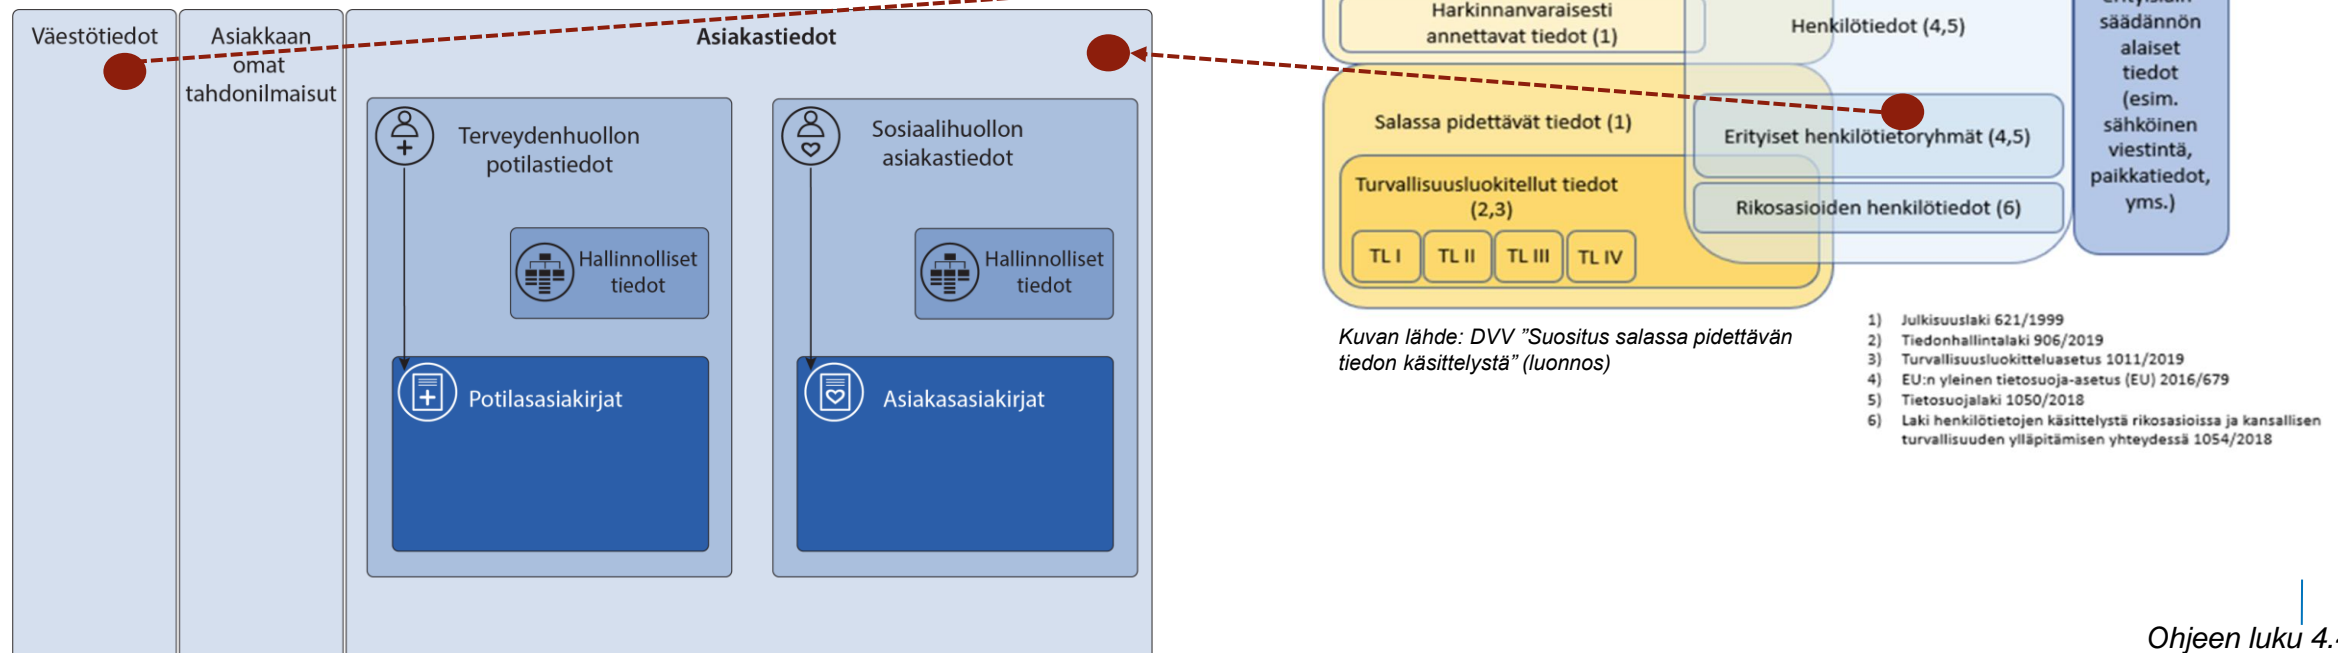 Väestötiedot
Asiakkaan
omat
tahdonilmaisut
Asiakastiedot
Terveydenhuollon
potilastiedot
Hallinnolliset
tiedot
Potilasasiakirjat
Sosiaalihuollon
asiakastiedot
Hallinnolliset
tiedot
Asiakasasiakirjat
Harkinnanvaraisesti
annettavat tiedot (1)
Henkilötiedot (4,5)
Salassa pidettävät tiedot (1)
Erityiset henkilötietoryhmät (4,5)
Turvallisuusluokitellut tiedot
(2,3)
Rikosasioiden henkilötiedot (6)
TL I
TL II
TL III
TL IV
säädännön
alaiset
tiedot
(esim.
sähköinen
viestintä,
paikkatiedot,
yms.)
Kuvan lähde: DVV ”Suositus salassa pidettävän
tiedon käsittelystä” (luonnos)
1) Julkisuuslaki 621/1999
2) Tiedonhallintalaki 906/2019
3) Turvallisuusluokitteluasetus 1011/2019
4) EU:n yleinen tietosuoja-asetus (EU) 2016/679
5) Tietosuojalaki 1050/2018
6) Laki henkilötietojen käsittelystä rikosasioissa ja kansallisen
turvallisuuden ylläpitämisen yhteydessä 1054/2018
Ohjeen luku 4.